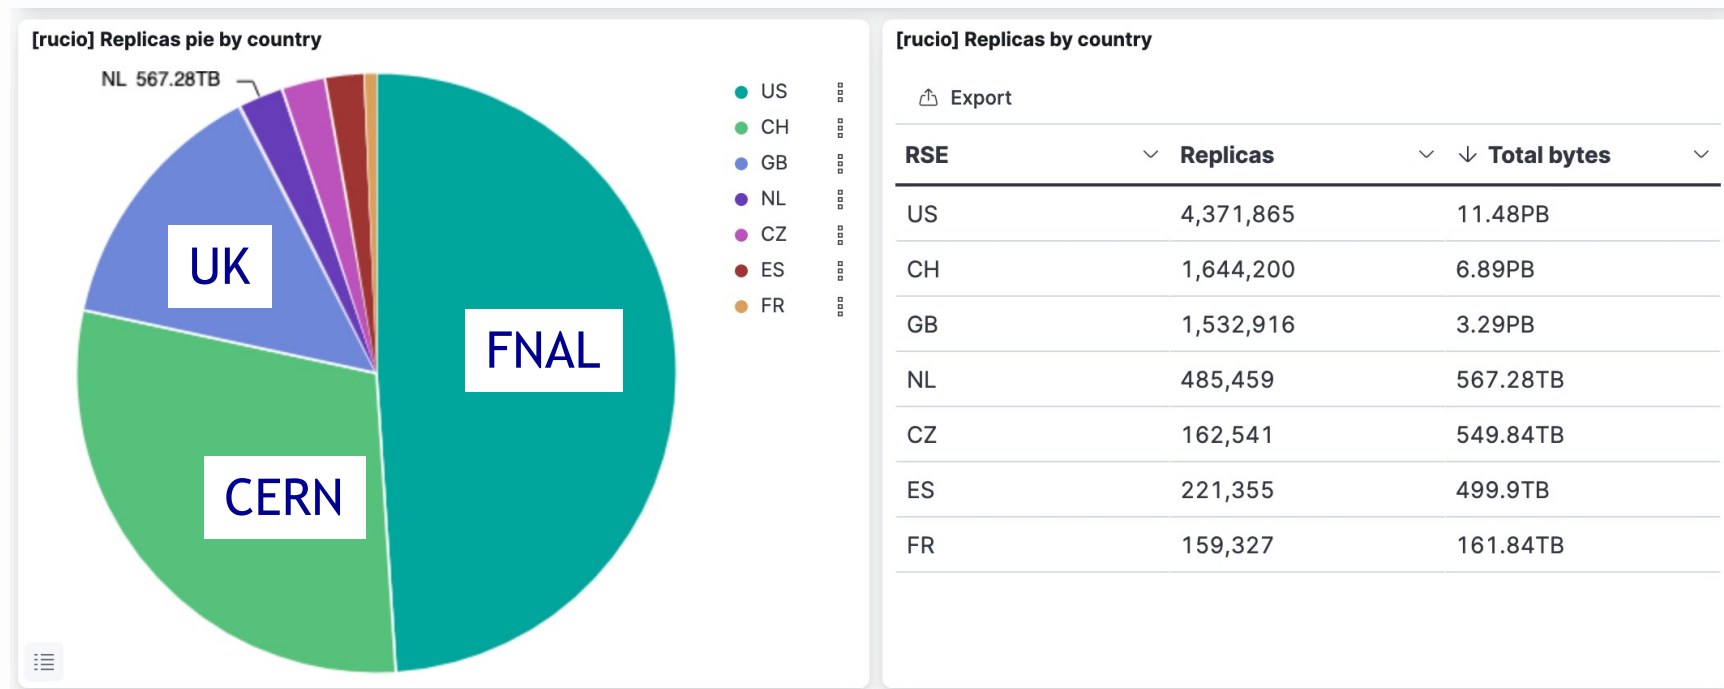 [rucio] Replicas pie by country
NL 567.28TB
UK
FNAL
CERN
US
CH
GB
NL
CZ
ES
FR
[rucio] Replicas by country
Export
RSE Replicas Total bytes
US 4,371,865 11.48PB
CH 1,644,200 6.89PB
GB 1,532,916 3.29PB
NL 485,459 567.28TB
CZ 162,541 549.84TB
ES 221,355 499.9TB
FR 159,327 161.84TB